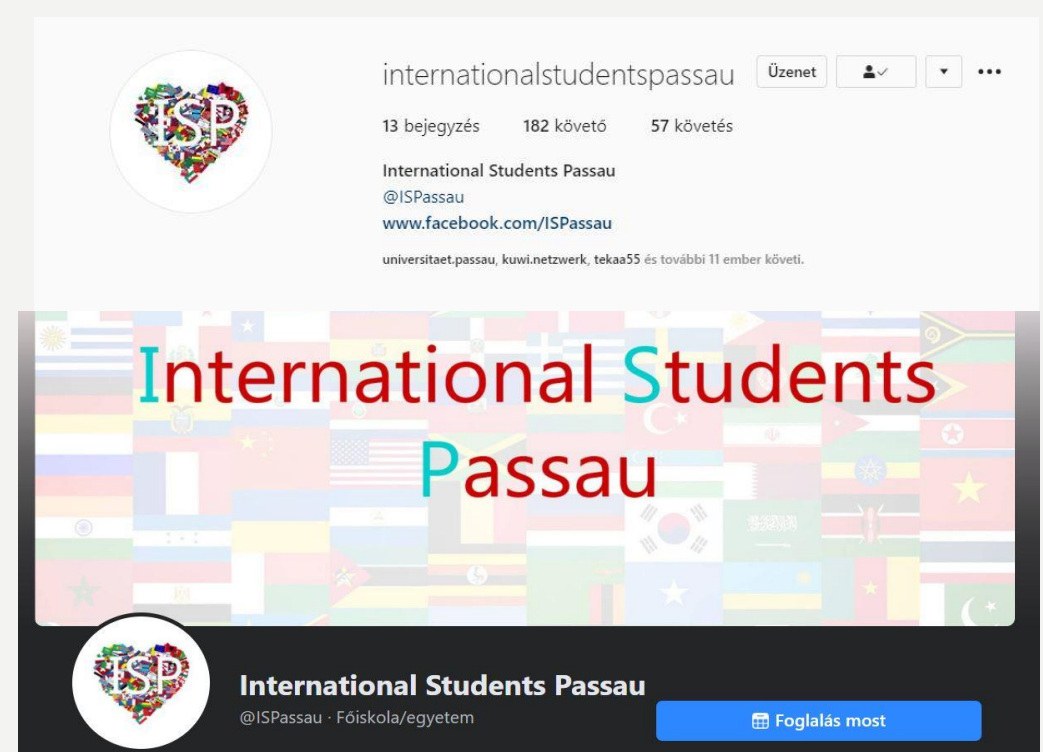 ISP
internationalstudentspassau Üzenet
13 bejegyzés 182 követő 57 követés
International Students Passau
@ISPassau
www.facebook.com/ISPassau
universitaet.passau, kuwi.netzwerk, tekaa55 és további 11 ember követi.
International Students
Passau
ISP
International Students Passau
@ISPassau · Főiskola/egyetem
Foglalás most